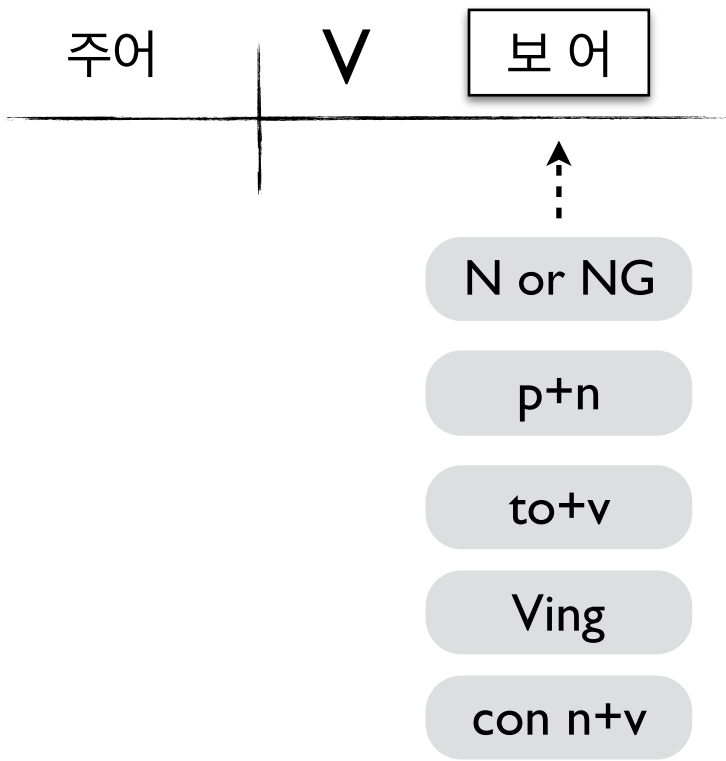 주어 V 보 어
N or NG
p+n
to+v
Ving
con n+v